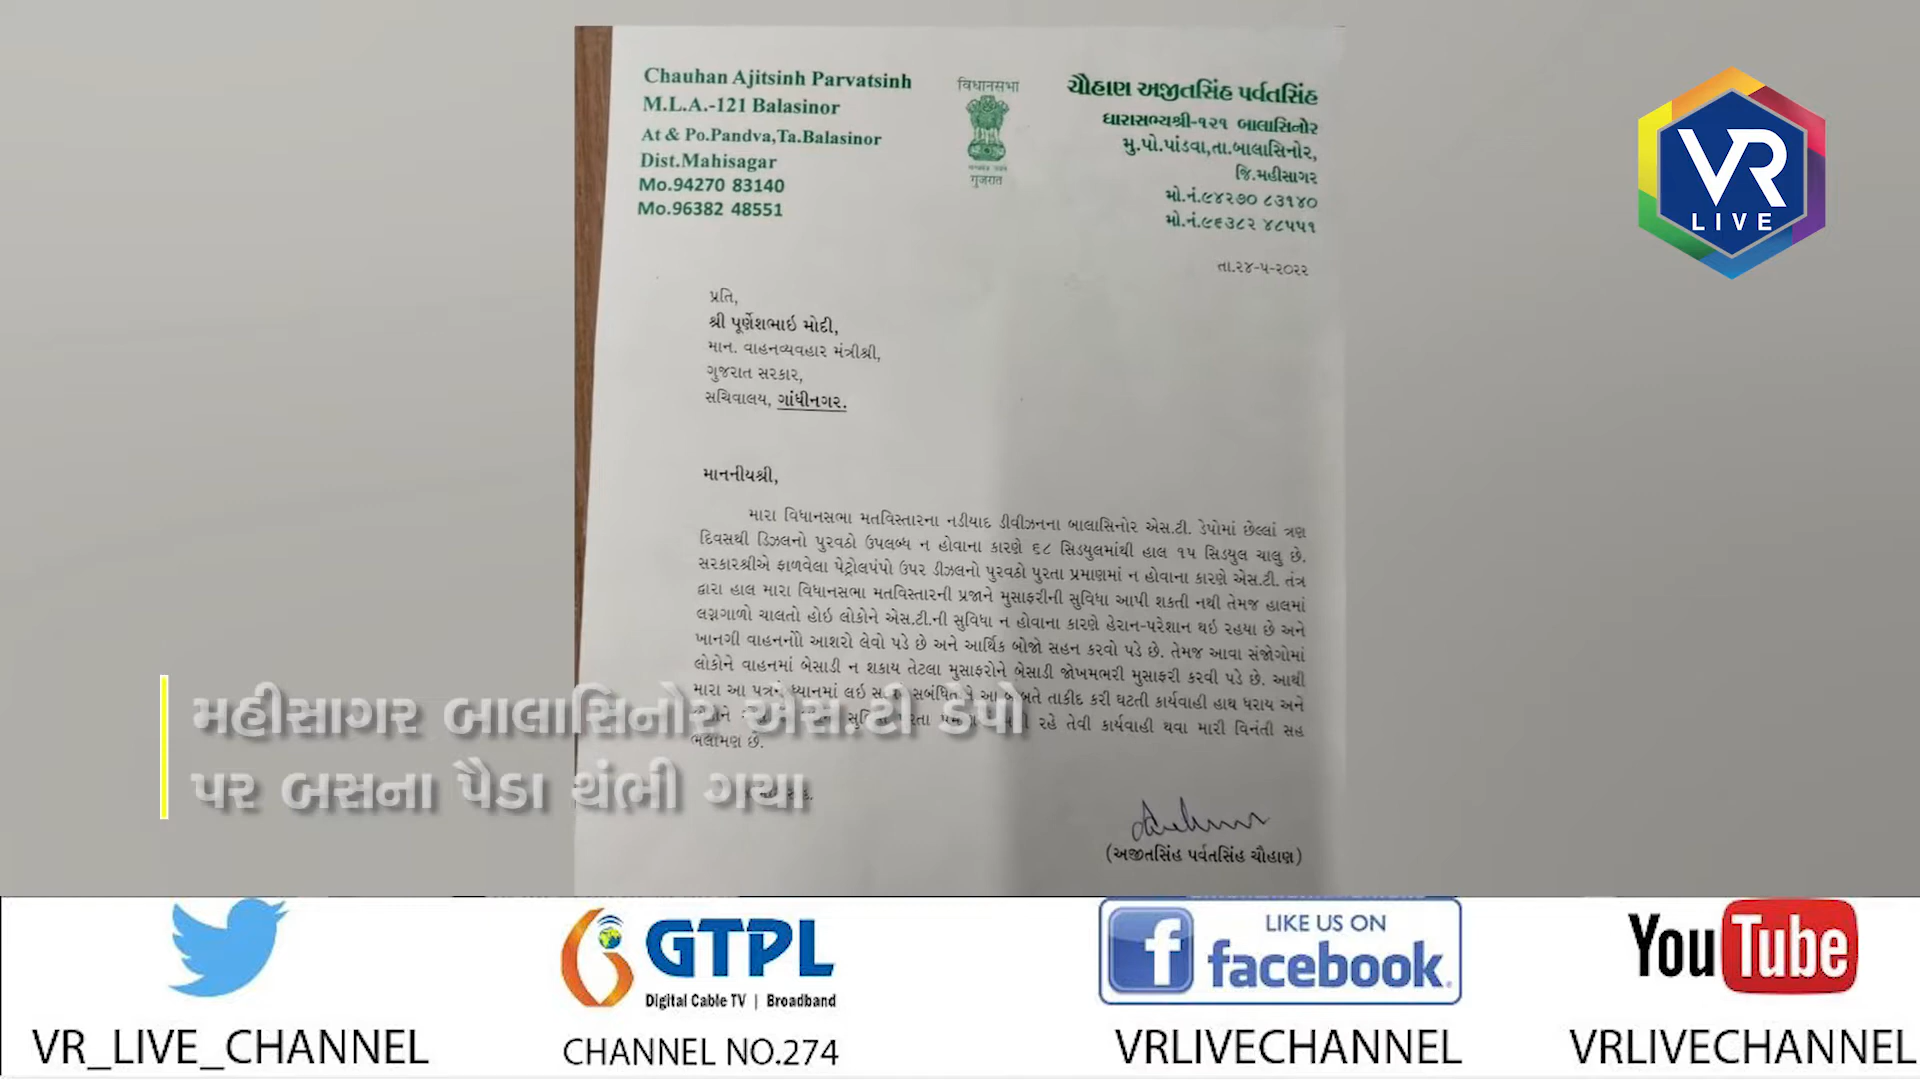 Chauhan Ajitsinh Parvatsinh
M.L.A.-121 Balasinor
At & Po.Pandva,Ta.Balasinor
Dist.Mahisagar
Mo.94270 83140
Mo.96382 48551
विधानसभा
गुजरात
ચૌહાણ અજીતસિંહ પર્વતસિંહ
ધારાસભ્યશ્રી-૧૨૧ બાલાસિનોર
મુ.પો.પાંડવા,તા.બાલાસિનોર,
જિ.મહીસાગર
મો.નં.૯૪૨૭૦ ૮૩૧૪૦
મો.નં.૯૬૩૮૨ ૪૮૫૫૧
તા.૨૪-૫-૨૦૨૨
VR
LIVE
પ્રતિ,
શ્રી પૂર્ણેશભાઇ મોદી,
માન. વાહનવ્યવહાર મંત્રીશ્રી,
ગુજરાત સરકાર,
સચિવાલય, ગાંધીનગર.
માનનીયશ્રી,
મારા વિધાનસભા મતવિસ્તારના નડીયાદ ડીવીઝનના બાલાસિનોર એસ.ટી. ડેપોમાં છેલ્લાં ત્રણ
દિવસથી ડિઝલનો પુરવઠો ઉપલબ્ધ ન હોવાના કારણે ૬૮ સિડયુલમાંથી હાલ ૧૫ સિડયુલ ચાલુ છે.
સરકારશ્રીએ ફાળવેલા પેટ્રોલપંપો ઉપર ડીઝલનો પુરવઠો પુરતા પ્રમાણમાં ન હોવાના કારણે એસ.ટી. તંત્ર
દ્વારા હાલ મારા વિધાનસભા મતવિસ્તારની પ્રજાને મુસાફરીની સુવિધા આપી શકતી નથી તેમજ હાલમાં
લગ્નગાળો ચાલતો હોઇ લોકોને એસ.ટી.ની સુવિધા ન હોવાના કારણે હેરાન-પરેશાન થઇ રહયા છે અને
ખાનગી વાહનનો આશરો લેવો પડે છે અને આર્થિક બોજો સહન કરવો પડે છે. તેમજ આવા સંજોગોમાં
લોકોને વાહનમાં બેસાડી ન શકાય તેટલા મુસાફરોને બેસાડી જોખમભરી મુસાફરી કરવી પડે છે. આથી
મારા આ પત્રને ધ્યાનમાં લઇ આ તાકીદ કરી ઘટતી કાર્યવાહી હાથ ધરાય અને
રહે તેવી કાર્યવાહી થવા મારી વિનંતી સહ
ભલામણ છે.
(અજીતસિંહ પર્વતસિંહ ચૌહાણ)
મહીસાગર બાલાસિનોર એસ.ટી ડેપો
પર બસના પૈડા થંભી ગયા
GTPL
Digital Cable TV | Broadband
LIKE US ON
facebook
YouTube
VR_LIVE_CHANNEL
CHANNEL NO.274
VRLIVECHANNEL
VRLIVECHANNEL